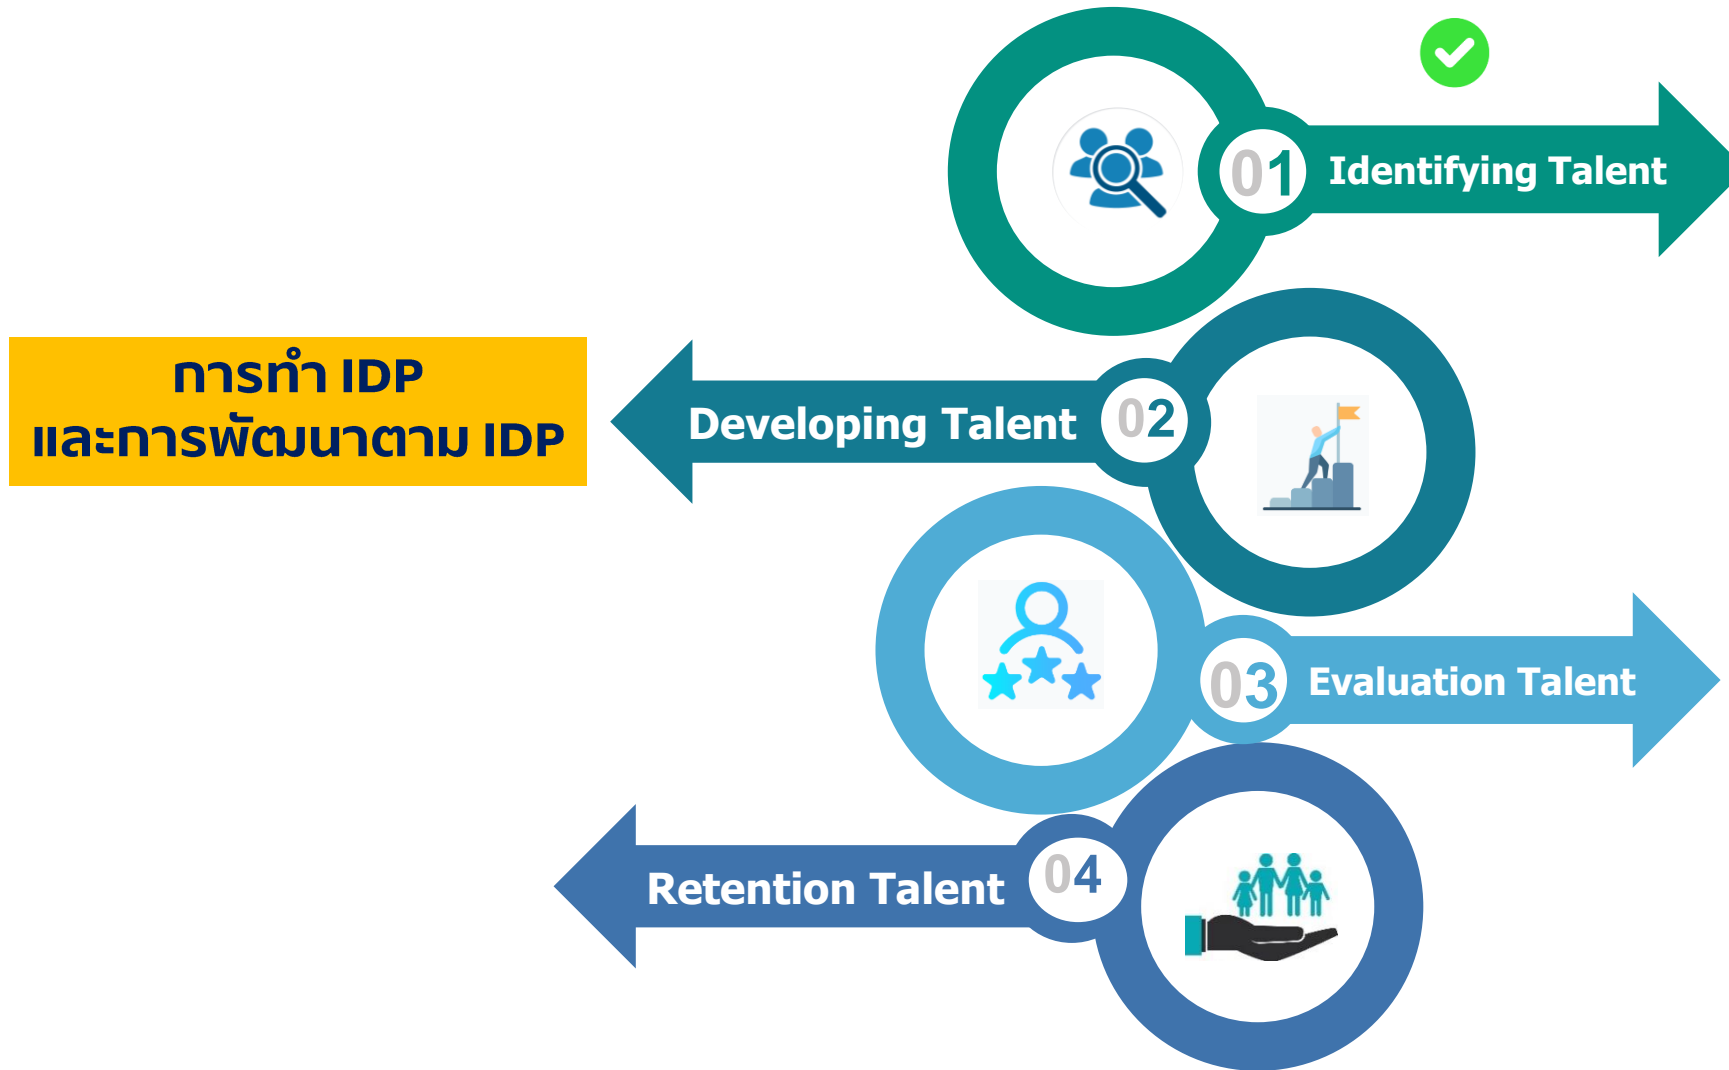 01 Identifying Talent
การทำ IDP
และการพัฒนาตาม IDP
Developing Talent 02
03 Evaluation Talent
Retention Talent 04